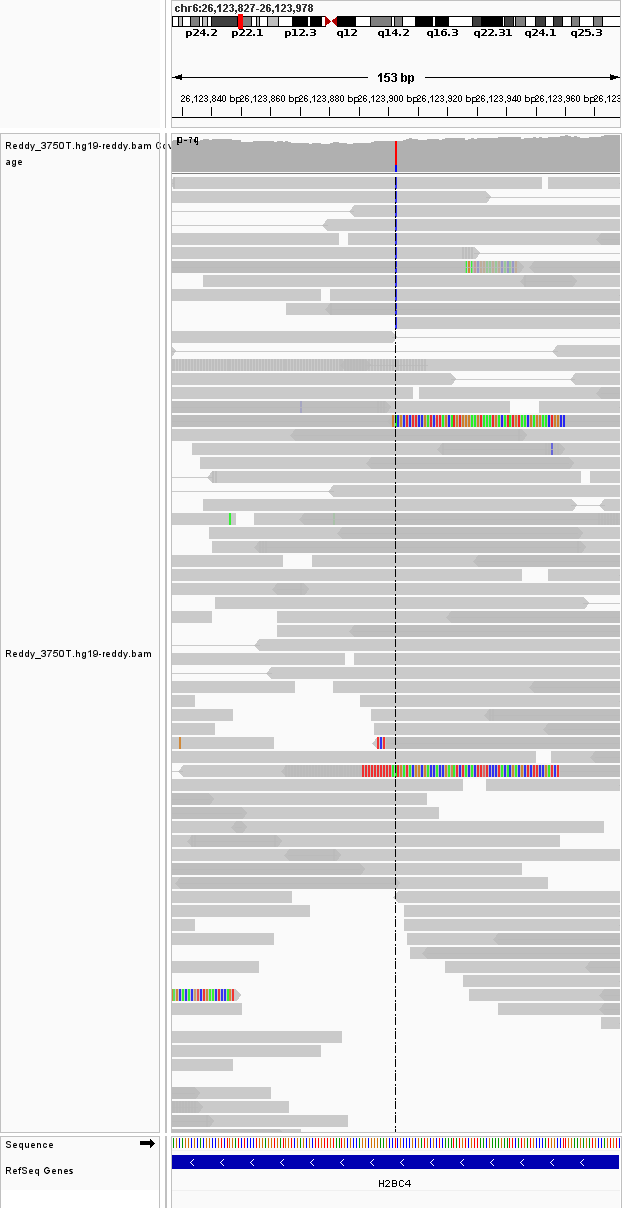 chr6:26,123,827-26,123,978
p24.2 p22.1 p12.3 q12 q14.2 q16.3 q22.31 q24.1 q25.3
153 bp
26,123,840 bp 26,123,860 bp 26,123,880 bp 26,123,900 bp 26,123,920 bp 26,123,940 bp 26,123,960 bp 26,123
Reddy_3750T.hg19-reddy.bam Cov
age
Reddy_3750T.hg19-reddy.bam
Sequence
RefSeq Genes
H2BC4